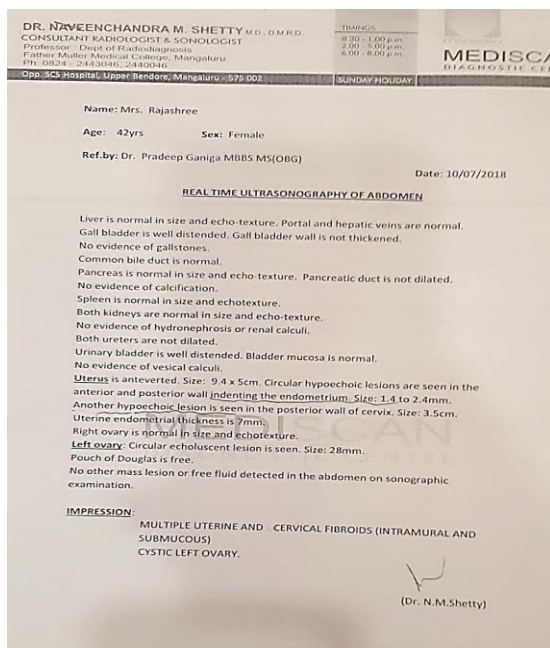 DR. NAVEENCHANDRA M. SHETTY M.D., D.M.R.D.
CONSULTANT RADIOLOGIST & SONOLOGIST
Professor : Dept of Radiodiagnosis
Father Muller Medical College, Mangaluru
Ph: 0824 - 2443046, 2440046
TIMINGS
8.30 - 1.00 p.m.
2.00 - 5.00 p.m.
6.00 - 8.00 p.m.
MEDISCA
DIAGNOSTIC CE
Opp. SCS Hospital, Upper Bendore, Mangaluru - 575 002
SUNDAY HOLIDAY
Name: Mrs. Rajashree
Age: 42yrs Sex: Female
Ref.by: Dr. Pradeep Ganiga MBBS MS(OBG)
Date: 10/07/2018
REAL TIME ULTRASONOGRAPHY OF ABDOMEN
Liver is normal in size and echo-texture. Portal and hepatic veins are normal.
Gall bladder is well distended. Gall bladder wall is not thickened.
No evidence of gallstones.
Common bile duct is normal.
Pancreas is normal in size and echo-texture. Pancreatic duct is not dilated.
No evidence of calcification.
Spleen is normal in size and echotexture.
Both kidneys are normal in size and echo-texture.
No evidence of hydronephrosis or renal calculi.
Both ureters are not dilated.
Urinary bladder is well distended. Bladder mucosa is normal.
No evidence of vesical calculi.
Uterus is anteverted. Size: 9.4 x 5cm. Circular hypoechoic lesions are seen in the
anterior and posterior wall indenting the endometrium. Size: 1.4 to 2.4mm.
Another hypoechoic lesion is seen in the posterior wall of cervix. Size: 3.5cm.
Uterine endometrial thickness is 7mm.
Right ovary is normal in size and echotexture.
Left ovary: Circular echoluscent lesion is seen. Size: 28mm.
Pouch of Douglas is free.
No other mass lesion or free fluid detected in the abdomen on sonographic
examination.
MEDISCAN
CENTRE
IMPRESSION:
MULTIPLE UTERINE AND CERVICAL FIBROIDS (INTRAMURAL AND
SUBMUCOUS)
CYSTIC LEFT OVARY.
(Dr. N.M.Shetty)